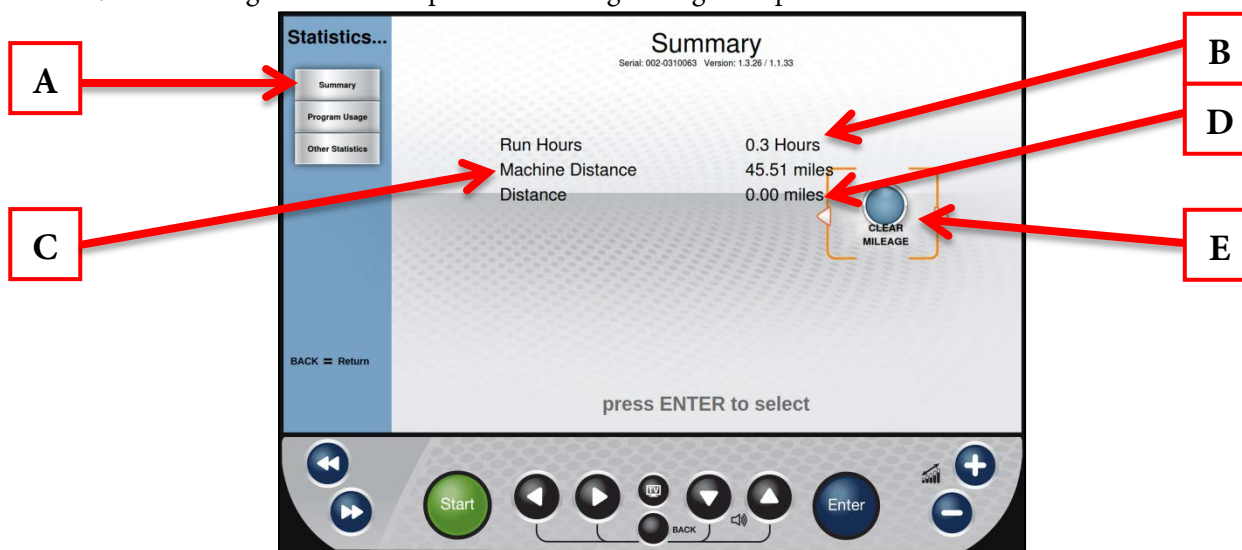 Statistics...
Summary
Program Usage
Other Statistics
BACK = Return
Summary
Serial: 002-0310063 Version: 1.3.26 / 1.1.33
Run Hours 0.3 Hours
Machine Distance 45.51 miles
Distance 0.00 miles
CLEAR
MILEAGE
press ENTER to select
A
C
B
D
E
Start
TV
BACK
Enter